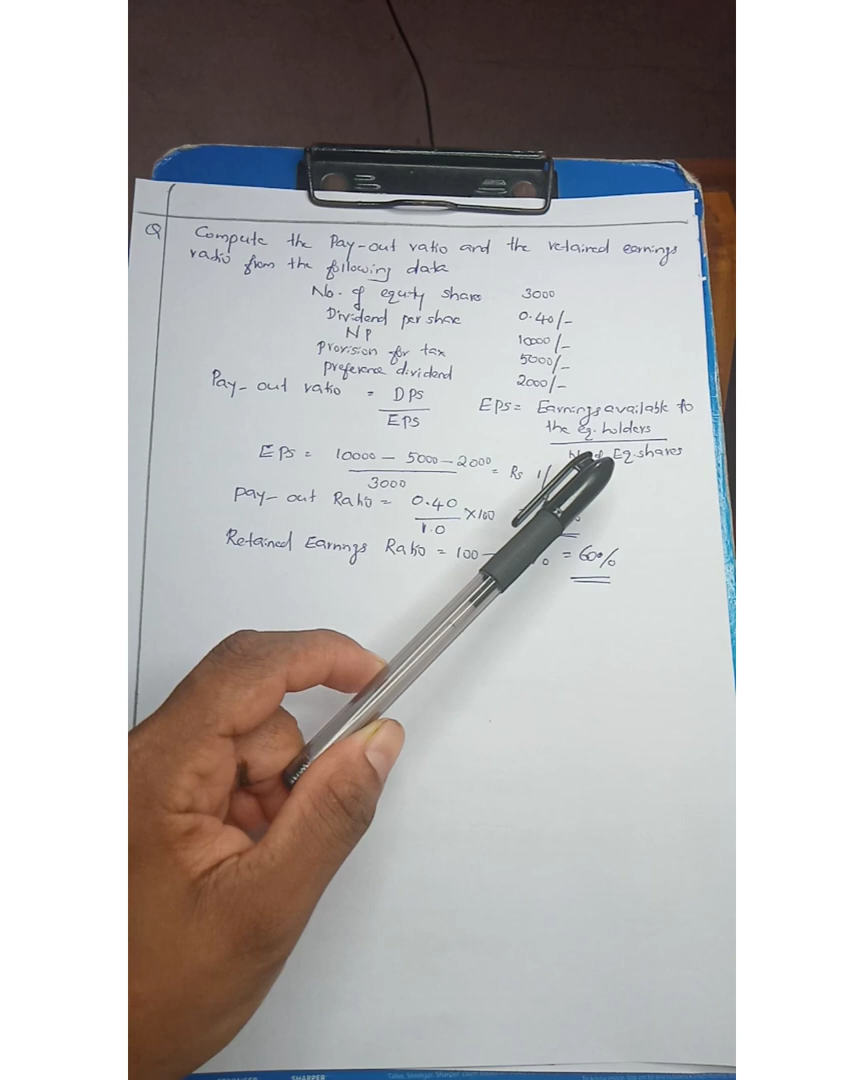 Q Compute the Pay-out ratio and the retained earnings
ratio from the following data
No. of equity share 3000
Dividend per share 0.40/-
NP 10000/-
Provision for tax 5000/-
preference dividend 2000/-
Pay-out ratio = DPS
EPS
EPS = Earnings available to
the eq. holders
Eq. shares
EPS = 10000 - 5000 - 2000 = Rs 1/
3000
Pay-out Ratio = 0.40 ×100
1.0
Retained Earnings Ratio = 100 - = 60%
SHARPER